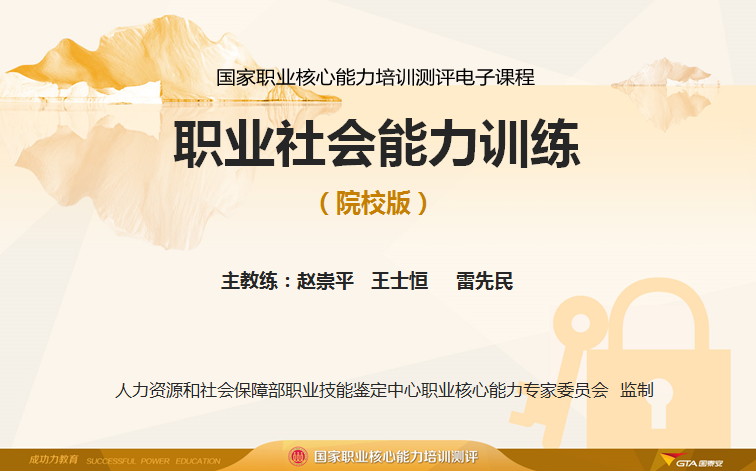 国家职业核心能力培训测评电子课程
职业社会能力训练
（院校版）
主教练：赵崇平 王士恒 雷先民
人力资源和社会保障部职业技能鉴定中心职业核心能力专家委员会 监制
成功力教育 SUCCESSFUL POWER EDUCATION 国家职业核心能力培训测评 GTA 国泰安